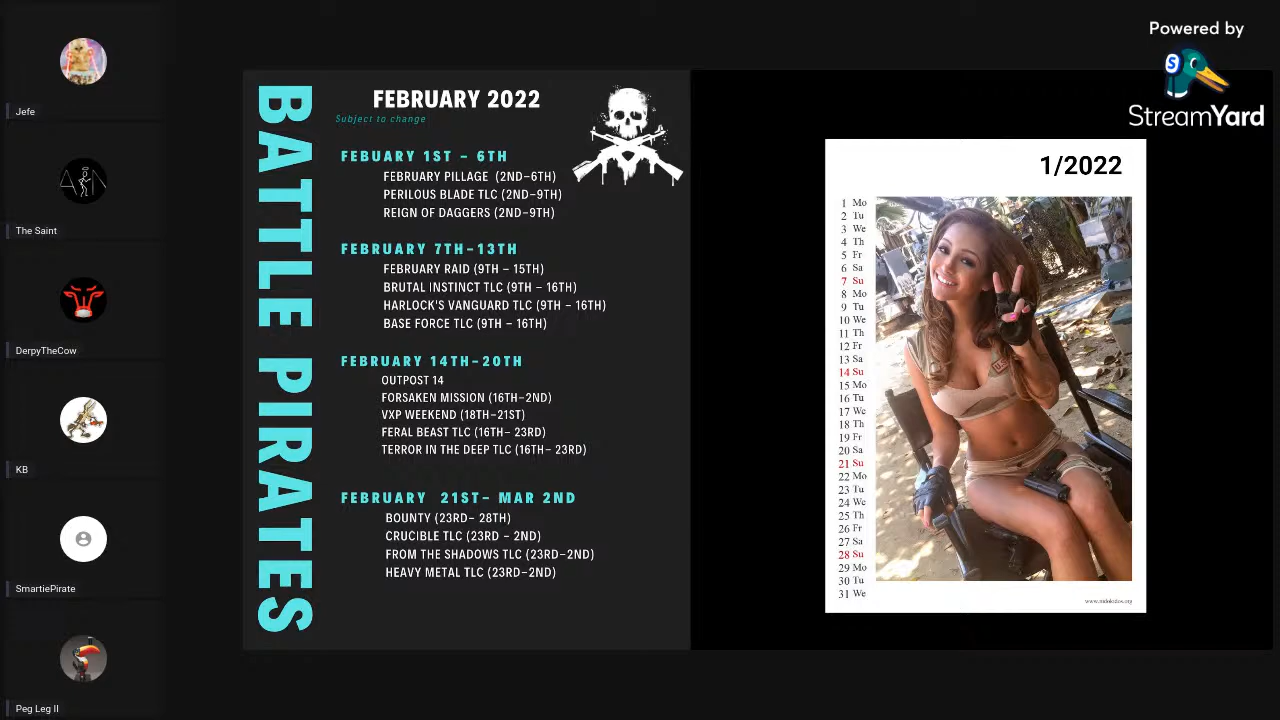 Jefe
The Saint
DerpyTheCow
KB
SmartiePirate
Peg Leg II
BATTLE PIRATES
FEBRUARY 2022
Subject to change
FEBUARY 1ST - 6TH
FEBRUARY PILLAGE (2ND-6TH)
PERILOUS BLADE TLC (2ND-9TH)
REIGN OF DAGGERS (2ND-9TH)
FEBRUARY 7TH-13TH
FEBRUARY RAID (9TH - 15TH)
BRUTAL INSTINCT TLC (9TH - 16TH)
HARLOCK'S VANGUARD TLC (9TH - 16TH)
BASE FORCE TLC (9TH - 16TH)
FEBRUARY 14TH-20TH
OUTPOST 14
FORSAKEN MISSION (16TH-2ND)
VXP WEEKEND (18TH-21ST)
FERAL BEAST TLC (16TH- 23RD)
TERROR IN THE DEEP TLC (16TH- 23RD)
FEBRUARY 21ST- MAR 2ND
BOUNTY (23RD- 28TH)
CRUCIBLE TLC (23RD - 2ND)
FROM THE SHADOWS TLC (23RD-2ND)
HEAVY METAL TLC (23RD-2ND)
Powered by
S
StreamYard
1/2022
1 Mo
2 Tu
3 We
4 Th
5 Fr
6 Sa
7 Su
8 Mo
9 Tu
10 We
11 Th
12 Fr
13 Sa
14 Su
15 Mo
16 Tu
17 We
18 Th
19 Fr
20 Sa
21 Su
22 Mo
23 Tu
24 We
25 Th
26 Fr
27 Sa
28 Su
29 Mo
30 Tu
31 We